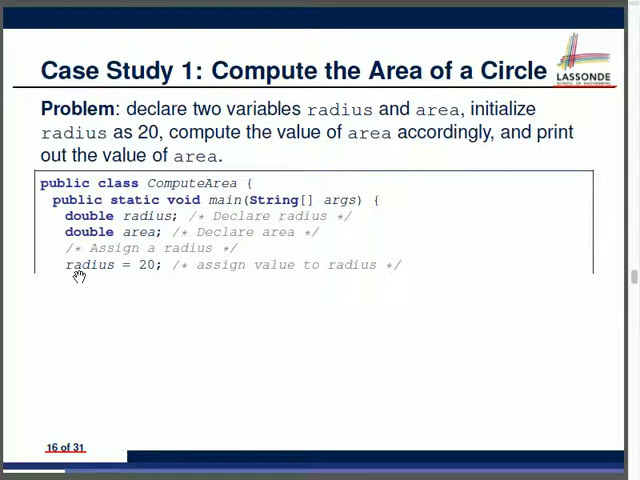 Case Study 1: Compute the Area of a Circle
LASSONDE
SCHOOL OF ENGINEERING
Problem: declare two variables radius and area, initialize
radius as 20, compute the value of area accordingly, and print
out the value of area.
public class ComputeArea {
public static void main(String[] args) {
double radius; /* Declare radius */
double area; /* Declare area */
/* Assign a radius */
radius = 20; /* assign value to radius */
16 of 31